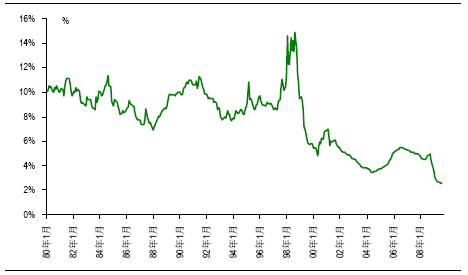 %
16%
14%
12%
10%
8%
6%
4%
2%
0%
80年1月
82年1月
84年1月
86年1月
88年1月
90年1月
92年1月
94年1月
96年1月
98年1月
00年1月
02年1月
04年1月
06年1月
08年1月